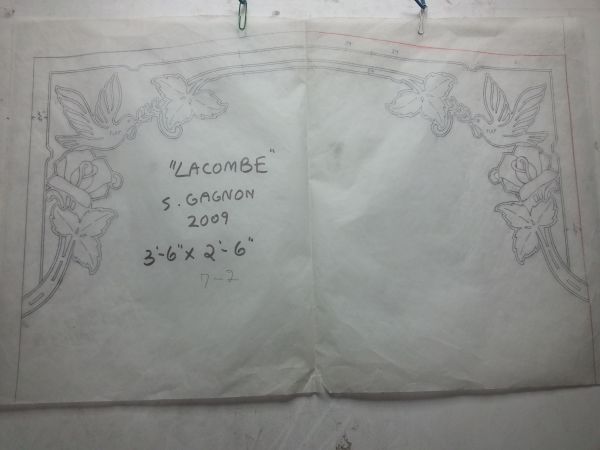 "LACOMBE"
S. GAGNON
2009
3'-6" x 2'-6"
7-2